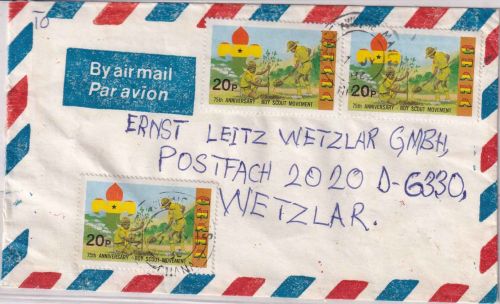 10
20P
75th ANNIVERSARY BOY SCOUT MOVEMENT
GHANA
20P
75th ANNIVERSARY BOY SCOUT MOVEMENT
GHANA
By air mail
Par avion
ERNST LEITZ WETZLAR GMBH,
POSTFACH 2020 D-6330,
WETZLAR.
20P
75th ANNIVERSARY BOY SCOUT MOVEMENT
GHANA
GHANA